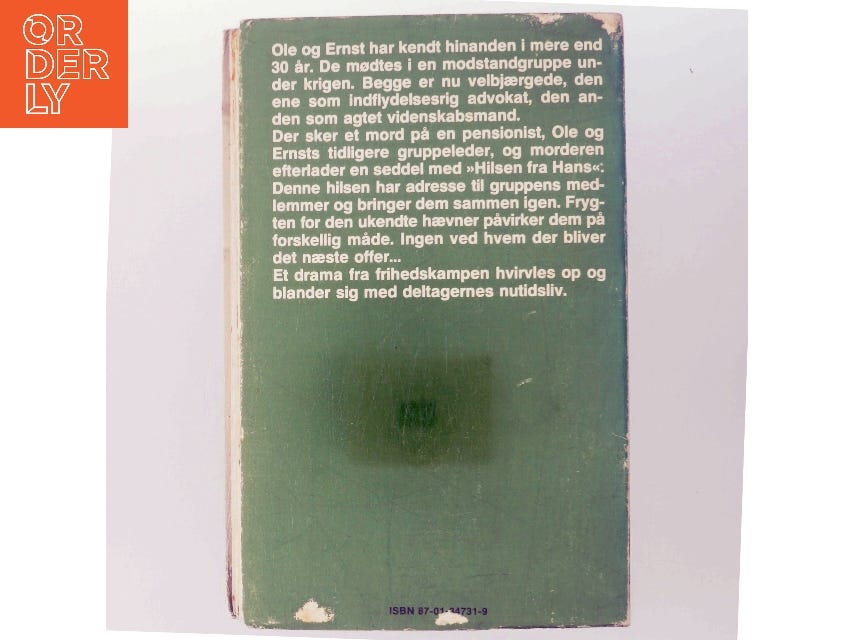 OR
DER
LY
Ole og Ernst har kendt hinanden i mere end
30 år. De mødtes i en modstandgruppe un-
der krigen. Begge er nu velbjærgede, den
ene som indflydelsesrig advokat, den an-
den som agtet videnskabsmand.
Der sker et mord på en pensionist, Ole og
Ernsts tidligere gruppeleder, og morderen
efterlader en seddel med »Hilsen fra Hans«.
Denne hilsen har adresse til gruppens med-
lemmer og bringer dem sammen igen. Fryg-
ten for den ukendte hævner påvirker dem på
forskellig måde. Ingen ved hvem der bliver
det næste offer...
Et drama fra frihedskampen hvirvles op og
blander sig med deltagernes nutidsliv.
ISBN 87-01-34731-9